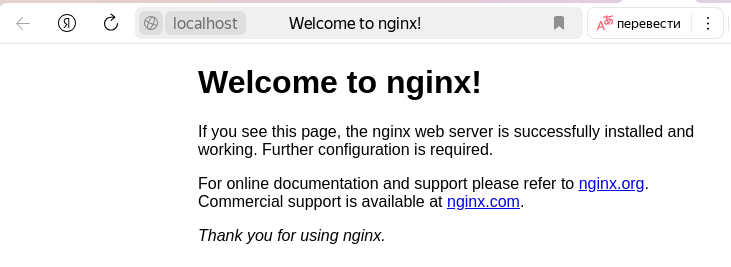 Я localhost Welcome to nginx! перевести
Welcome to nginx!
If you see this page, the nginx web server is successfully installed and
working. Further configuration is required.
For online documentation and support please refer to nginx.org.
Commercial support is available at nginx.com.
Thank you for using nginx.